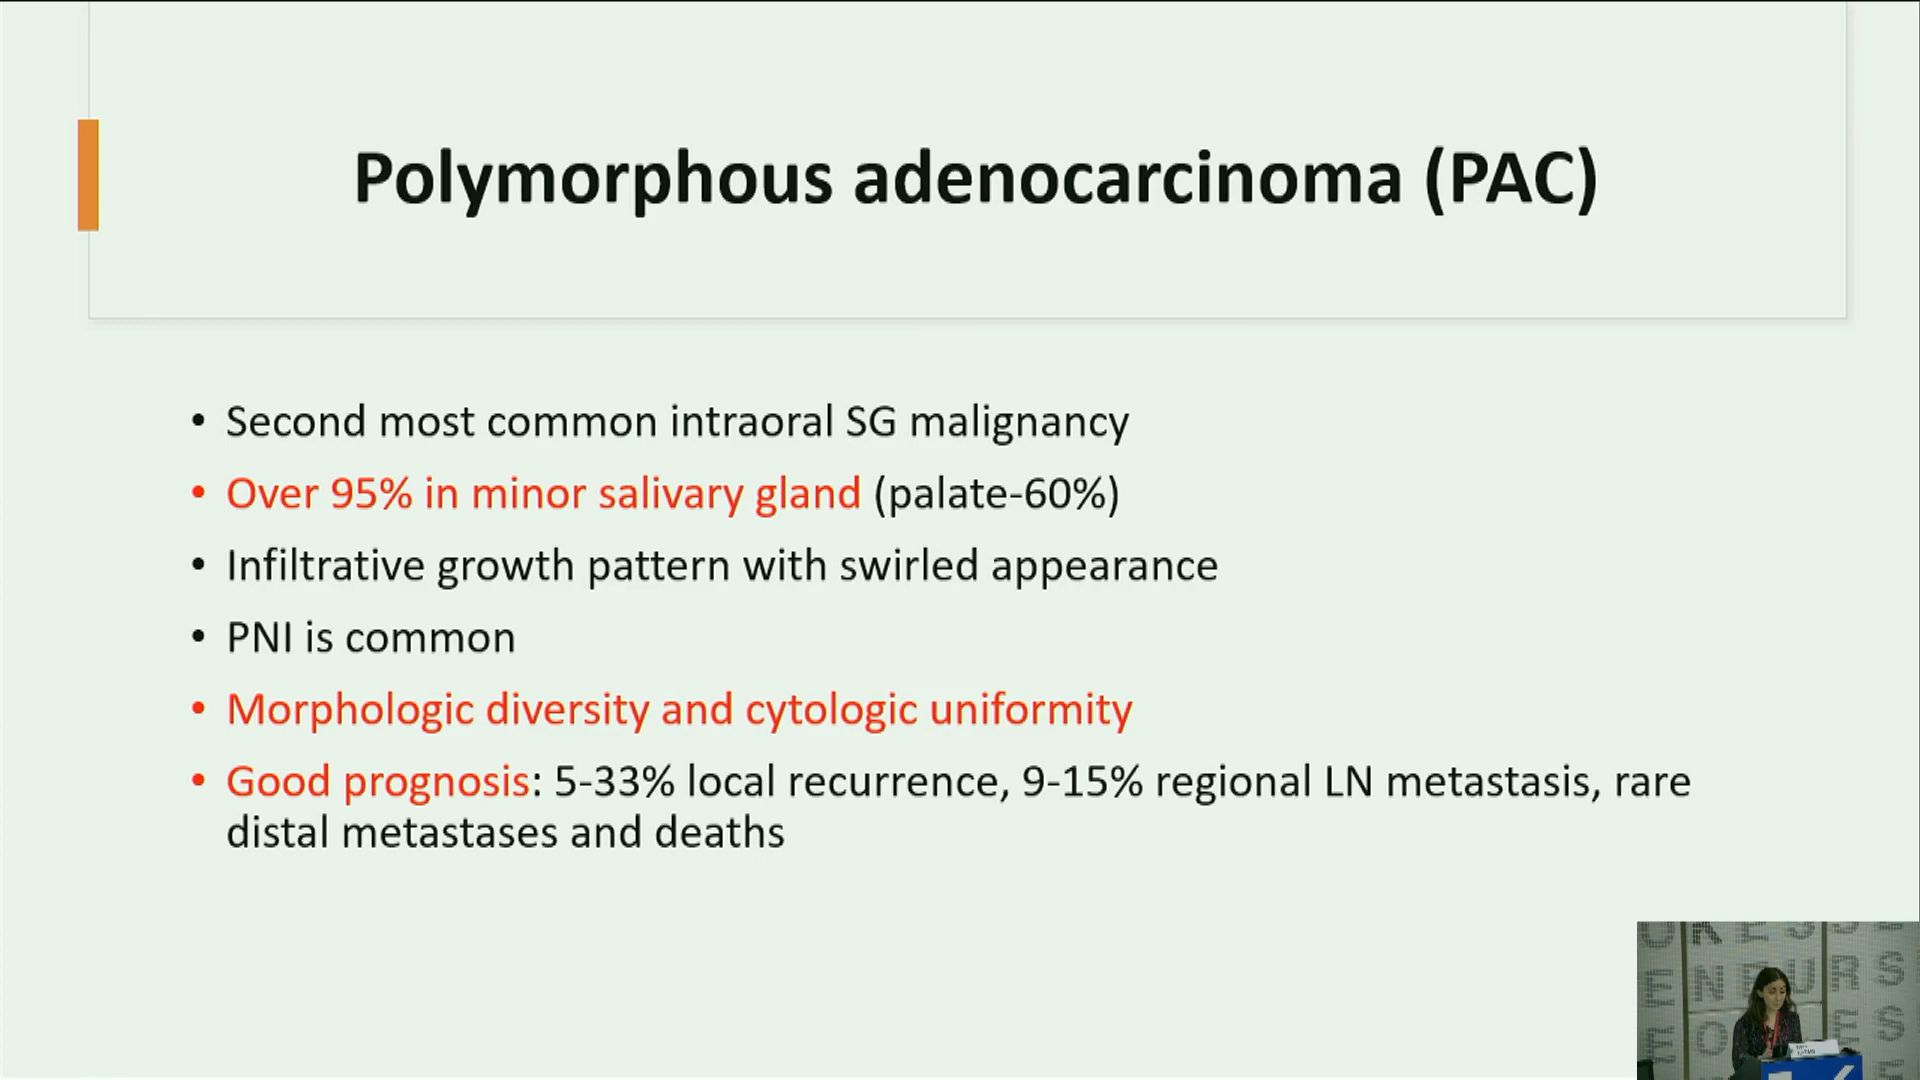 Polymorphous adenocarcinoma (PAC)
• Second most common intraoral SG malignancy
• Over 95% in minor salivary gland (palate-60%)
• Infiltrative growth pattern with swirled appearance
• PNI is common
• Morphologic diversity and cytologic uniformity
• Good prognosis: 5-33% local recurrence, 9-15% regional LN metastasis, rare
distal metastases and deaths